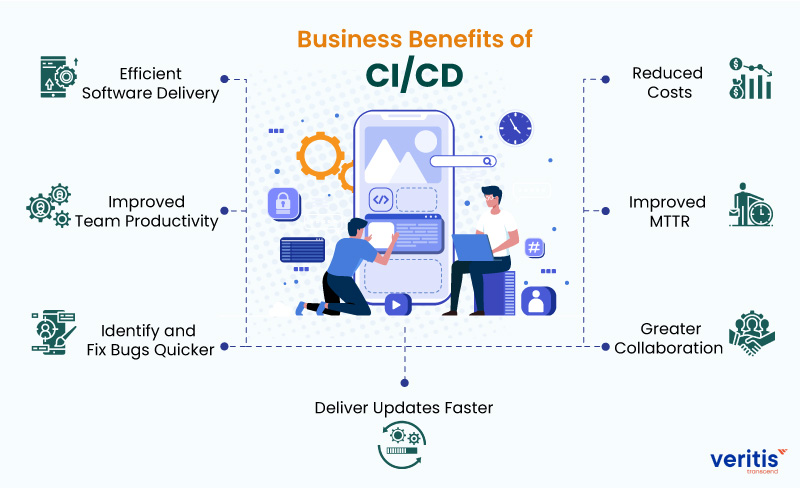 Business Benefits of
CI/CD
Efficient
Software Delivery
Reduced
Costs
Improved
Team Productivity
Improved
MTTR
Identify and
Fix Bugs Quicker
Greater
Collaboration
Deliver Updates Faster
</>
#
veritis
transcend